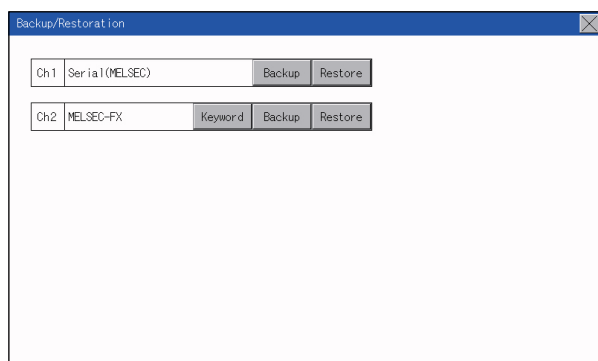 Backup/Restoration
Ch1 Serial(MELSEC) Backup Restore
Ch2 MELSEC-FX Keyword Backup Restore